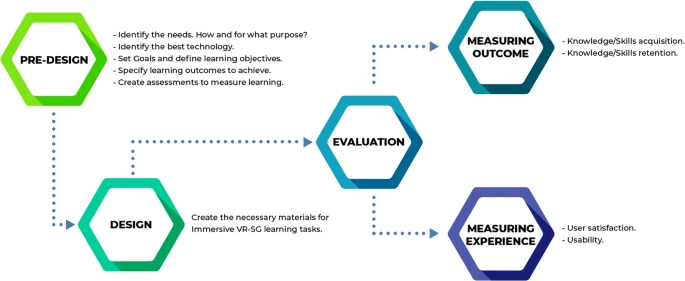 PRE-DESIGN
- Identify the needs. How and for what purpose?
- Identify the best technology.
- Set Goals and define learning objectives.
- Specify learning outcomes to achieve.
- Create assessments to measure learning.
DESIGN
Create the necessary materials for
Immersive VR-SG learning tasks.
EVALUATION
MEASURING
OUTCOME
- Knowledge/Skills acquisition.
- Knowledge/Skills retention.
MEASURING
EXPERIENCE
- User satisfaction.
- Usability.